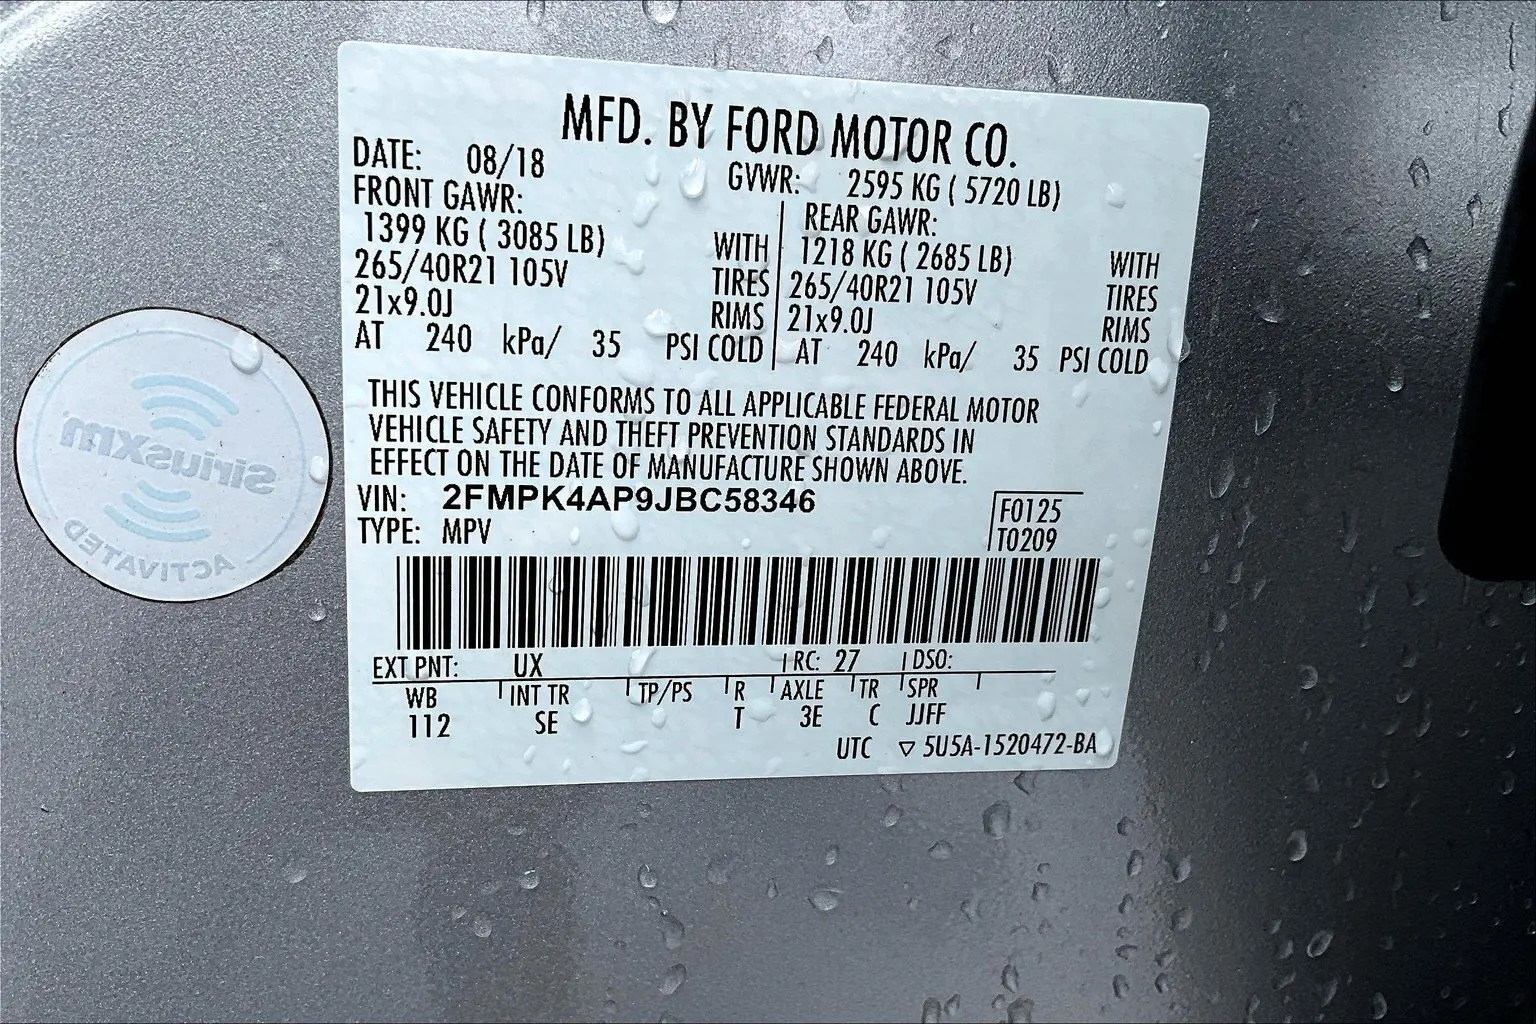 MFD. BY FORD MOTOR CO.
DATE: 08/18
GVWR: 2595 KG ( 5720 LB)
FRONT GAWR:
1399 KG ( 3085 LB) WITH
265/40R21 105V TIRES
21x9.0J RIMS
AT 240 kPa/ 35 PSI COLD
REAR GAWR:
1218 KG ( 2685 LB) WITH
265/40R21 105V TIRES
21x9.0J RIMS
AT 240 kPa/ 35 PSI COLD
THIS VEHICLE CONFORMS TO ALL APPLICABLE FEDERAL MOTOR
VEHICLE SAFETY AND THEFT PREVENTION STANDARDS IN
EFFECT ON THE DATE OF MANUFACTURE SHOWN ABOVE.
VIN: 2FMPK4AP9JBC58346
TYPE: MPV
F0125
T0209
EXT PNT: UX RC: 27 DSO:
WB INT TR TP/PS R AXLE TR SPR
112 SE T 3E C JJFF
UTC ▽ 5U5A-1520472-BA
SiriusXm
ACTIVATED